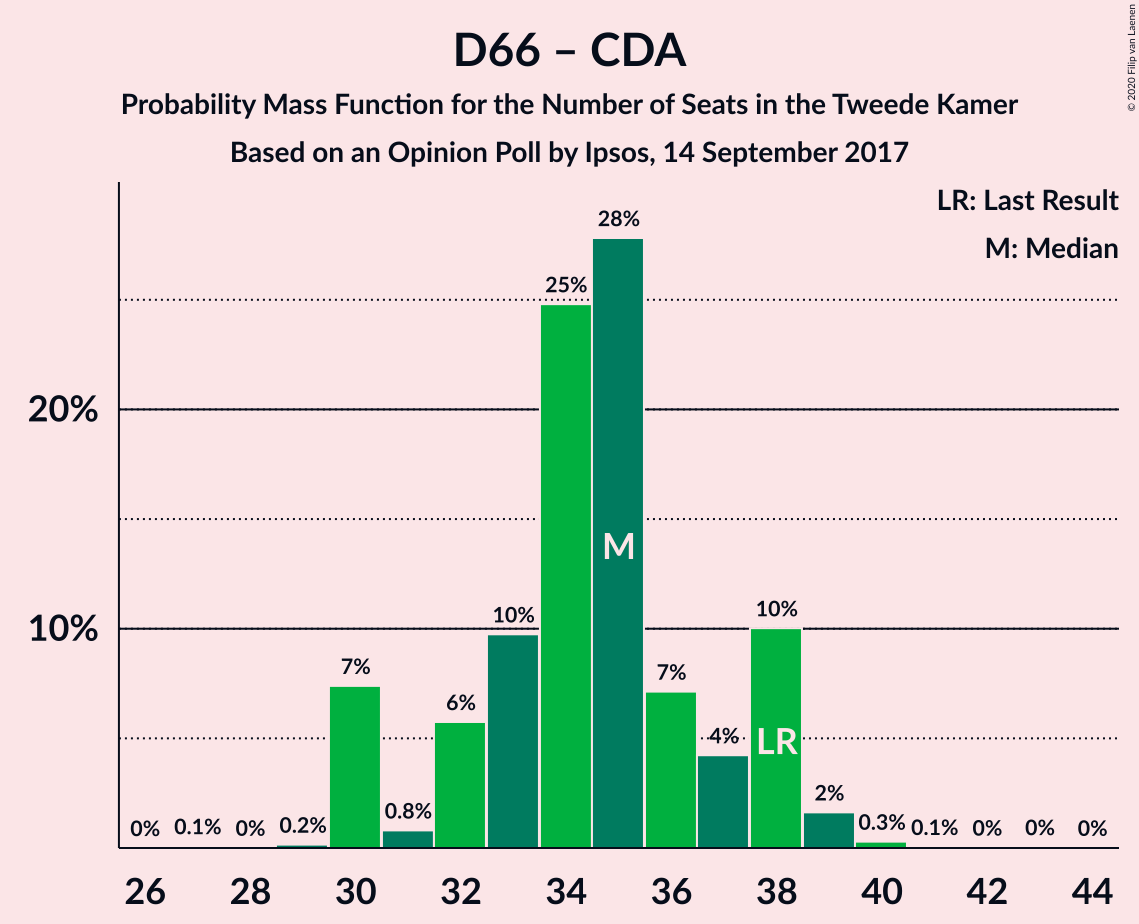 D66 – CDA
Probability Mass Function for the Number of Seats in the Tweede Kamer
Based on an Opinion Poll by Ipsos, 14 September 2017
© 2020 Filip van Laenen
LR: Last Result
M: Median
28%
25%
20%
M
10%
10%
10%
7%
7%
6%
4%
LR
2%
0% 0.1% 0% 0.2% 0.8% 0.3% 0.1% 0% 0% 0%
26 28 30 32 34 36 38 40 42 44